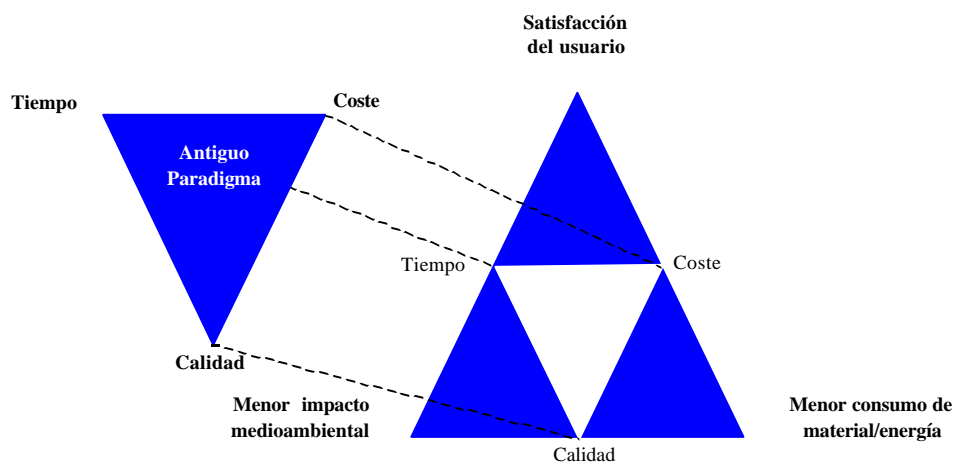 Satisfacción
del usuario
Tiempo
Coste
Antiguo
Paradigma
Tiempo
Coste
Calidad
Menor impacto
medioambiental
Menor consumo de
material/energía
Calidad